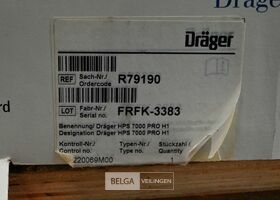 Dräger
REF Sach-Nr./ Ordercode R79190
LOT Fabr-Nr./ Serial no. FRFK-3383
Benennung/ Dräger HPS 7000 PRO H1
Designation Dräger HPS 7000 PRO H1
Kontroll-Nr./ Typen-Nr./ Stückzahl/
Control no. Type no. Quantity
220069M00 1
rd
BELGA VEILINGEN